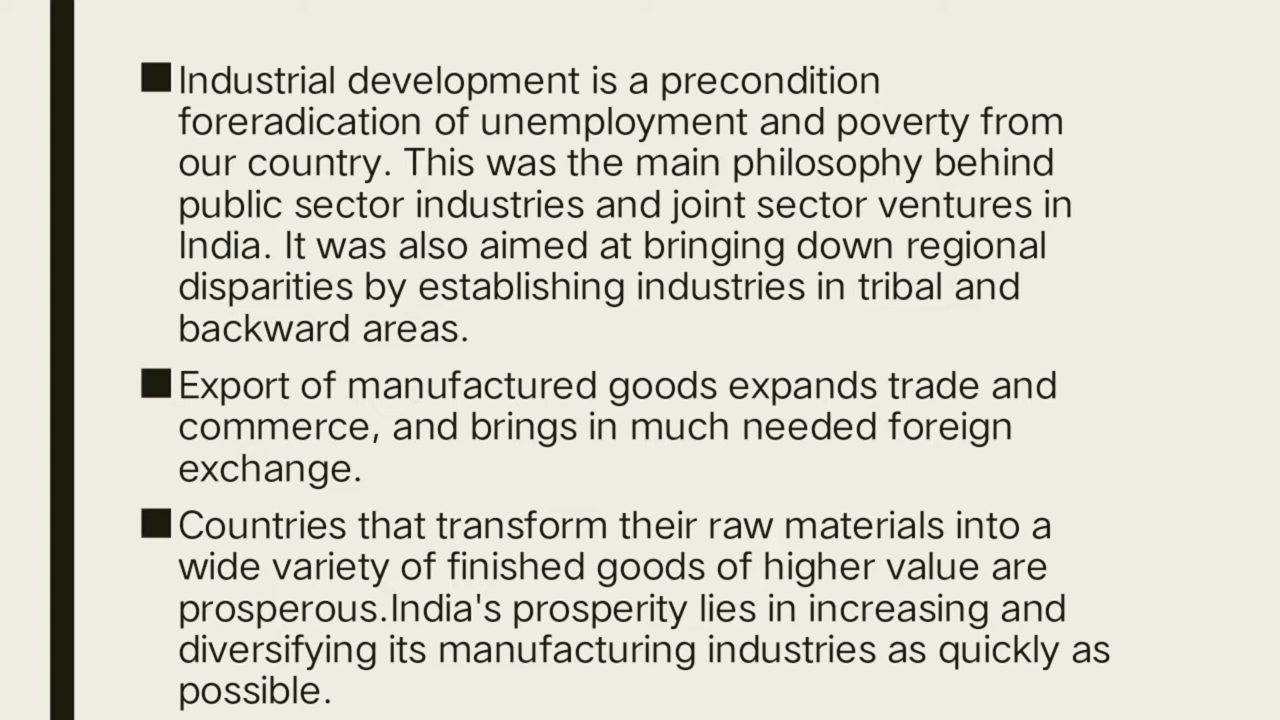 ■Industrial development is a precondition
foreradication of unemployment and poverty from
our country. This was the main philosophy behind
public sector industries and joint sector ventures in
India. It was also aimed at bringing down regional
disparities by establishing industries in tribal and
backward areas.
■Export of manufactured goods expands trade and
commerce, and brings in much needed foreign
exchange.
■Countries that transform their raw materials into a
wide variety of finished goods of higher value are
prosperous.India's prosperity lies in increasing and
diversifying its manufacturing industries as quickly as
possible.